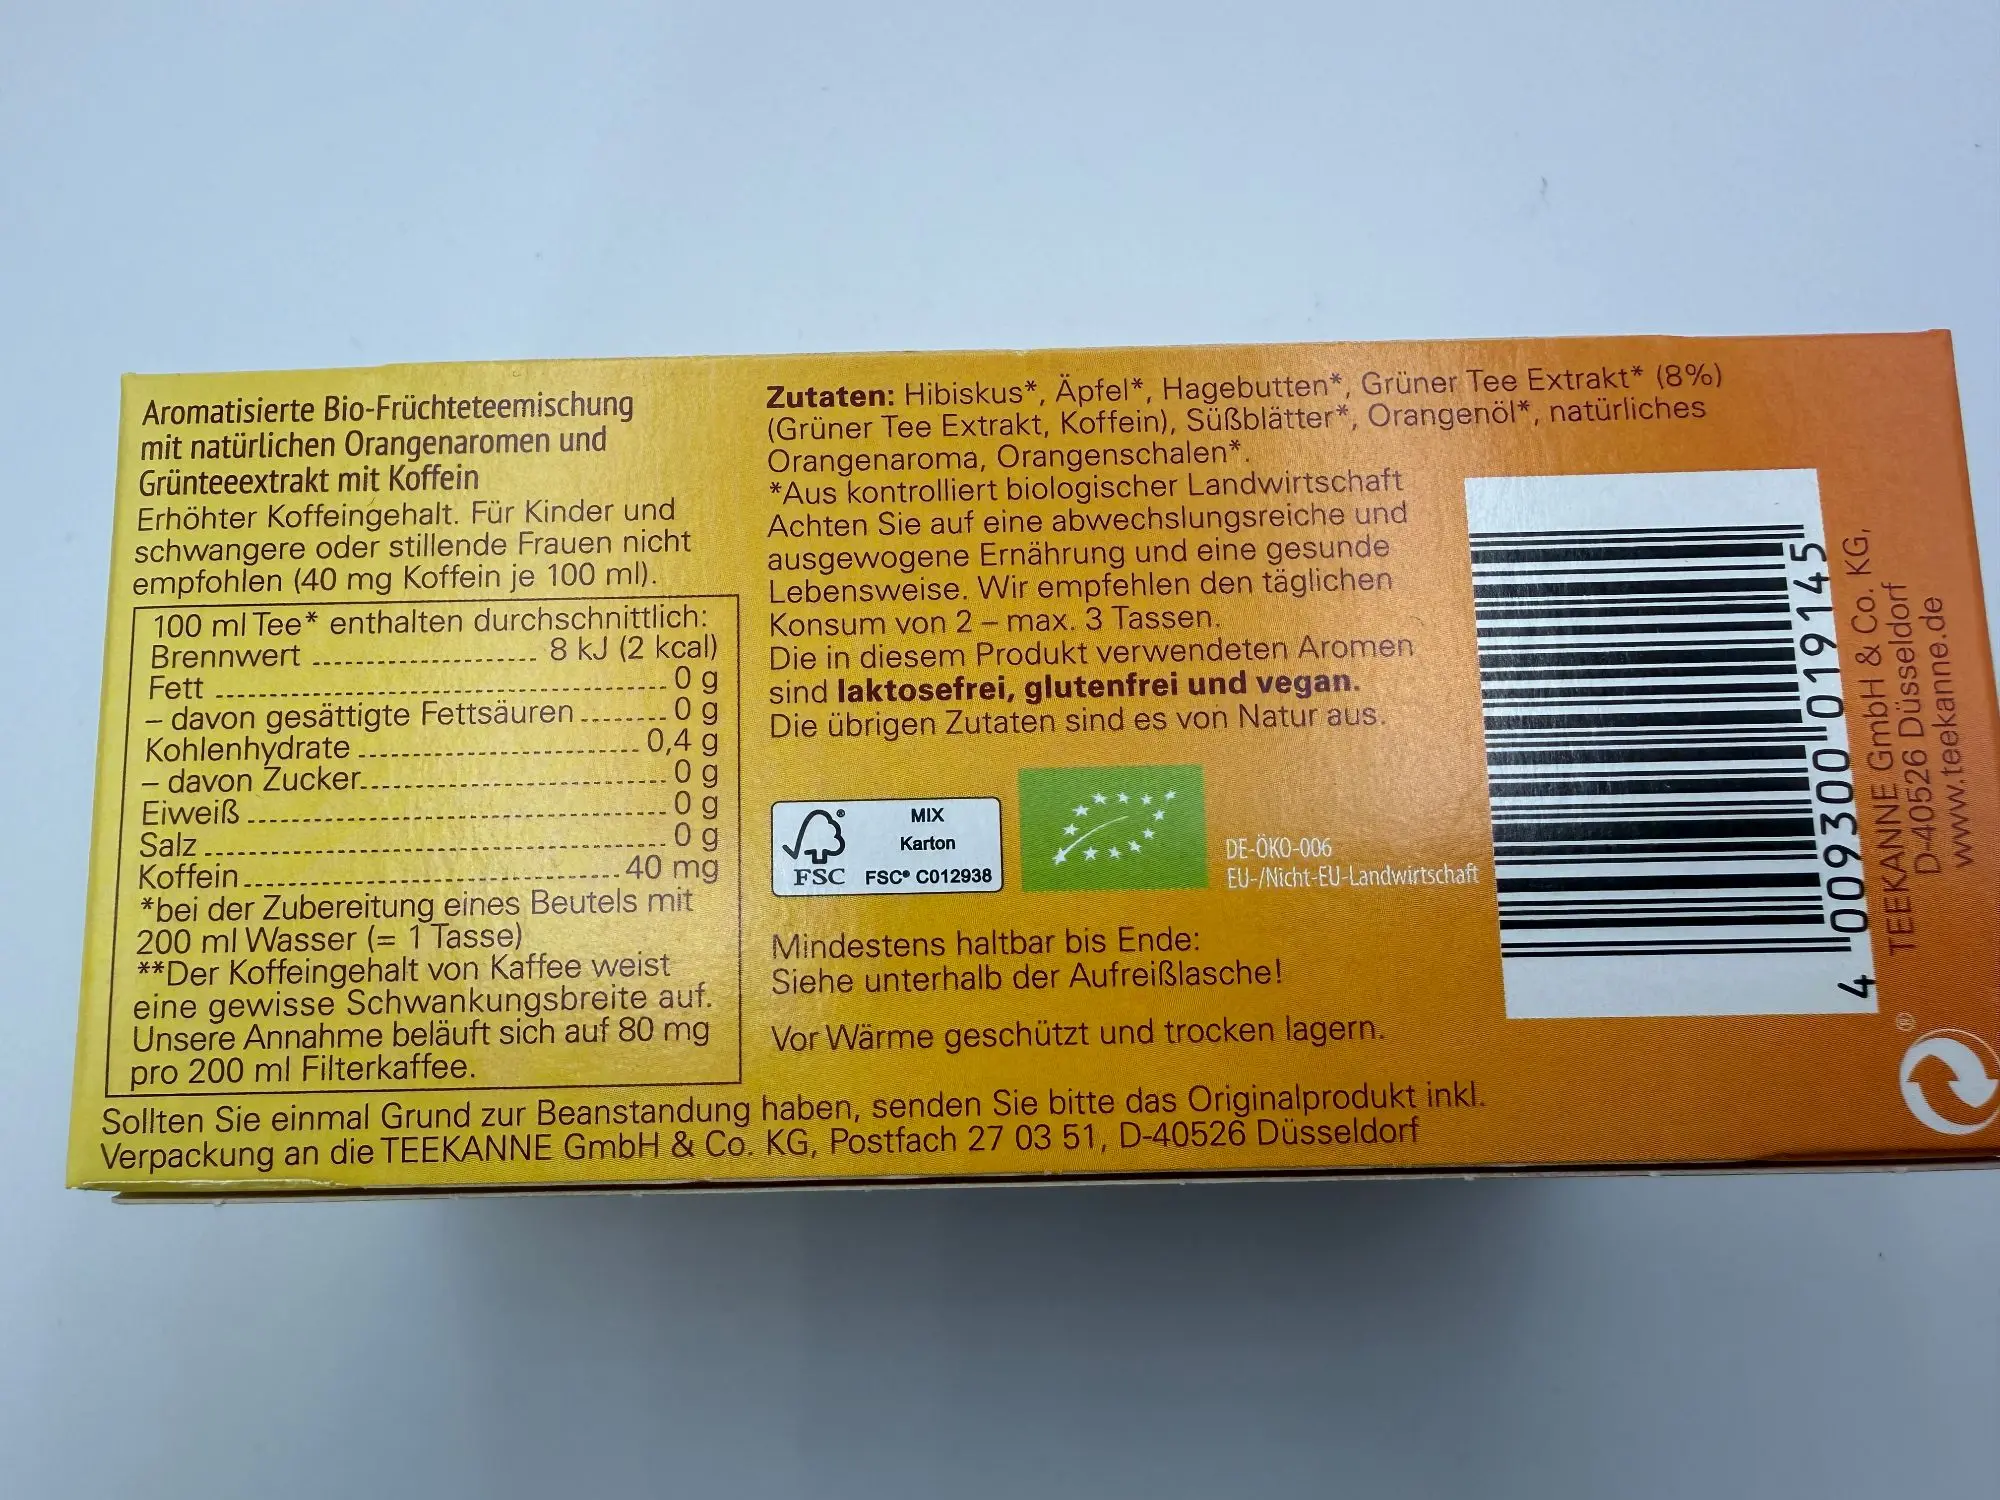 Aromatisierte Bio-Früchteteemischung
mit natürlichen Orangenaromen und
Grünteeextrakt mit Koffein
Erhöhter Koffeingehalt. Für Kinder und
schwangere oder stillende Frauen nicht
empfohlen (40 mg Koffein je 100 ml).
100 ml Tee* enthalten durchschnittlich:
Brennwert ........................ 8 kJ (2 kcal)
Fett ........................ 0 g
– davon gesättigte Fettsäuren ......... 0 g
Kohlenhydrate ........................ 0,4 g
– davon Zucker........................ 0 g
Eiweiß ........................ 0 g
Salz ........................ 0 g
Koffein ........................ 40 mg
*bei der Zubereitung eines Beutels mit
200 ml Wasser (= 1 Tasse)
**Der Koffeingehalt von Kaffee weist
eine gewisse Schwankungsbreite auf.
Unsere Annahme beläuft sich auf 80 mg
pro 200 ml Filterkaffee.
Zutaten: Hibiskus*, Äpfel*, Hagebutten*, Grüner Tee Extrakt* (8%)
(Grüner Tee Extrakt, Koffein), Süßblätter*, Orangenöl*, natürliches
Orangenaroma, Orangenschalen*.
*Aus kontrolliert biologischer Landwirtschaft
Achten Sie auf eine abwechslungsreiche und
ausgewogene Ernährung und eine gesunde
Lebensweise. Wir empfehlen den täglichen
Konsum von 2 – max. 3 Tassen.
Die in diesem Produkt verwendeten Aromen
sind laktosefrei, glutenfrei und vegan.
Die übrigen Zutaten sind es von Natur aus.
MIX
Karton
FSC
FSC® C012938
DE-ÖKO-006
EU-/Nicht-EU-Landwirtschaft
Mindestens haltbar bis Ende:
Siehe unterhalb der Aufreißlasche!
Vor Wärme geschützt und trocken lagern.
Sollten Sie einmal Grund zur Beanstandung haben, senden Sie bitte das Originalprodukt inkl.
Verpackung an die TEEKANNE GmbH & Co. KG, Postfach 27 03 51, D-40526 Düsseldorf
4 009300 019145
TEEKANNE GmbH & Co. KG,
D-40526 Düsseldorf
www.teekanne.de
®